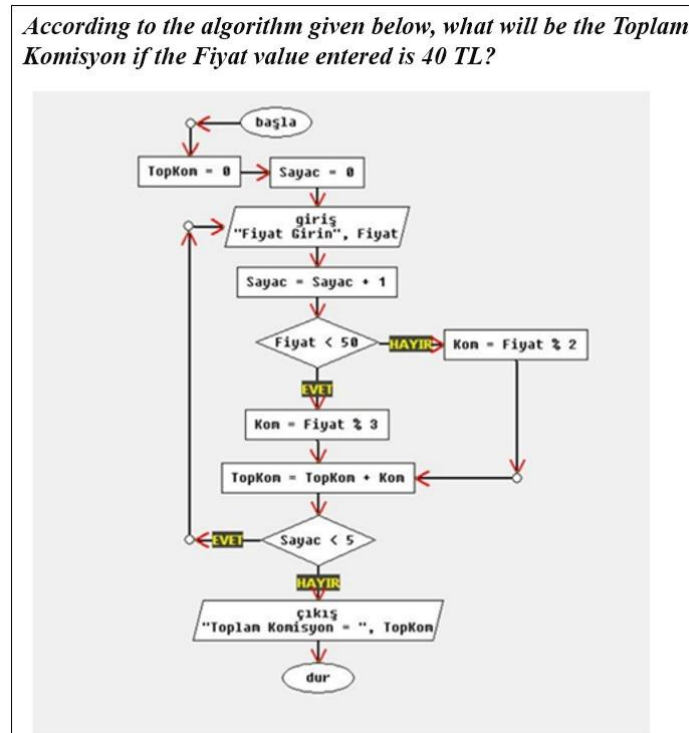 According to the algorithm given below, what will be the Toplam
Komisyon if the Fiyat value entered is 40 TL?
başla
TopKom = 0
Sayac = 0
giriş
"Fiyat Girin", Fiyat
Sayac = Sayac + 1
Fiyat < 50
HAYIR
Kom = Fiyat % 2
EVET
Kom = Fiyat % 3
TopKom = TopKom + Kom
EVET
Sayac < 5
HAYIR
çıkış
"Toplam Komisyon = ", TopKom
dur